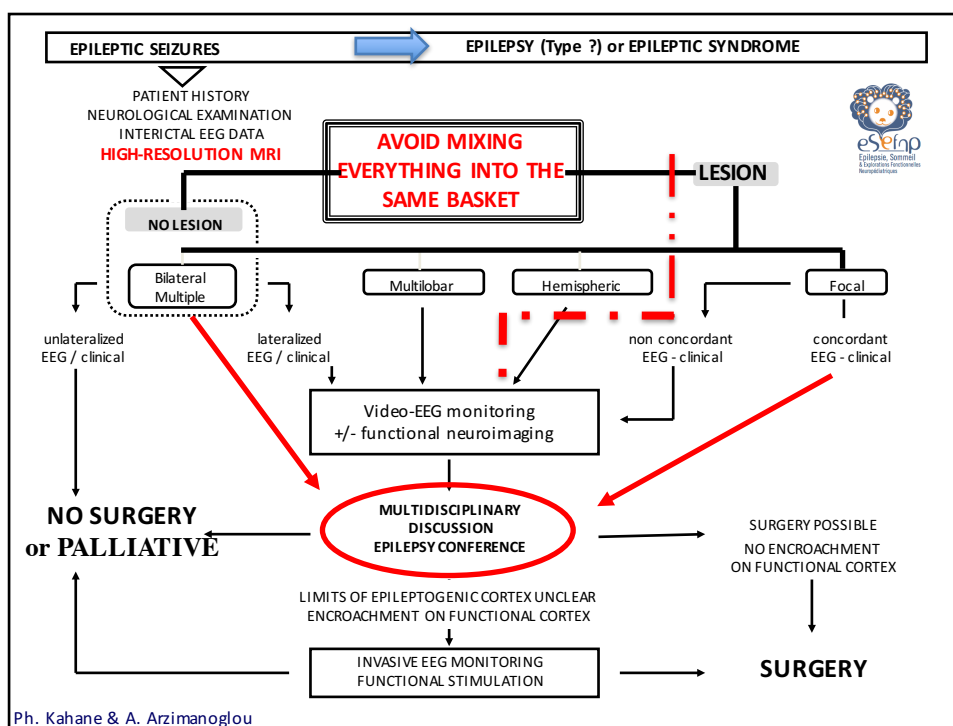 EPILEPTIC SEIZURES
EPILEPSY (Type ?) or EPILEPTIC SYNDROME
PATIENT HISTORY
NEUROLOGICAL EXAMINATION
INTERICTAL EEG DATA
HIGH-RESOLUTION MRI
AVOID MIXING
EVERYTHING INTO THE
SAME BASKET
eSefnp
Epilepsie, Sommeil
& Explorations Fonctionnelles
Neuropédiatriques
LESION
NO LESION
Bilateral
Multiple
Multilobar
Hemispheric
Focal
unlateralized
EEG / clinical
lateralized
EEG / clinical
non concordant
EEG - clinical
concordant
EEG - clinical
Video-EEG monitoring
+/- functional neuroimaging
NO SURGERY
or PALLIATIVE
MULTIDISCIPLINARY
DISCUSSION
EPILEPSY CONFERENCE
SURGERY POSSIBLE
NO ENCROACHMENT
ON FUNCTIONAL CORTEX
LIMITS OF EPILEPTOGENIC CORTEX UNCLEAR
ENCROACHMENT ON FUNCTIONAL CORTEX
INVASIVE EEG MONITORING
FUNCTIONAL STIMULATION
SURGERY
Ph. Kahane & A. Arzimanoglou